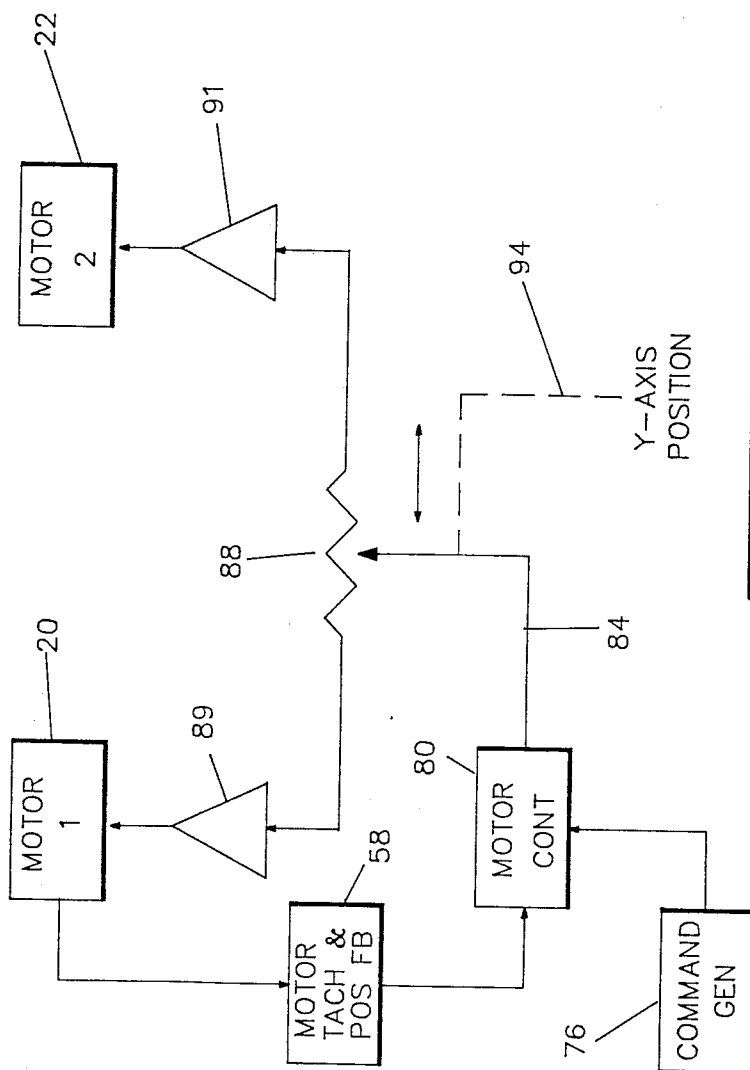 22
MOTOR
2
91
94
Y-AXIS
POSITION
88
20
MOTOR
1
89
84
80
MOTOR
CONT
58
MOTOR
TACH &
POS FB
76
COMMAND
GEN